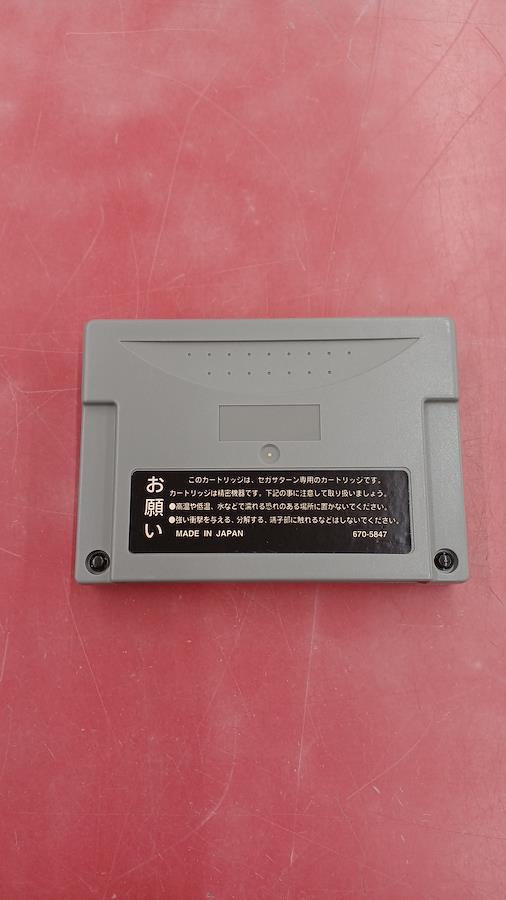 お願い
このカートリッジは、セガサターン専用のカートリッジです。
カートリッジは精密機器です。下記の事に注意して取り扱いましょう。
●高温や低温、水などで濡れる恐れのある場所に置かないでください。
●強い衝撃を与える、分解する、端子部に触れるなどはしないでください。
MADE IN JAPAN 670-5847